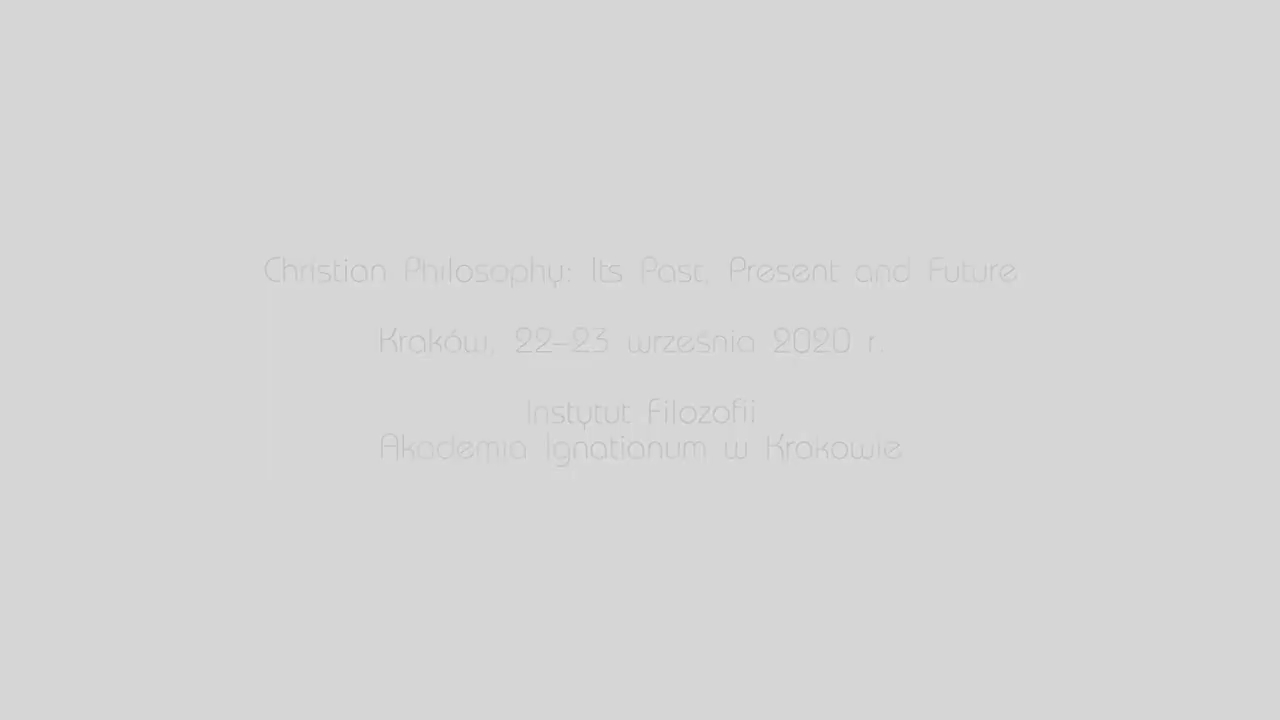 Christian Philosophy: Its Past, Present and Future
Kraków, 22–23 września 2020 r.
Instytut Filozofii
Akademia Ignatianum w Krakowie